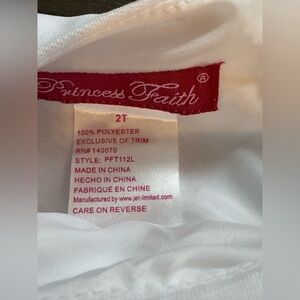 Princess Faith ®
2T
100% POLYESTER
EXCLUSIVE OF TRIM
RN# 140070
STYLE: PFT112L
MADE IN CHINA
HECHO EN CHINA
FABRIQUÉ EN CHINE
Manufactured by www.jet-limited.com
CARE ON REVERSE